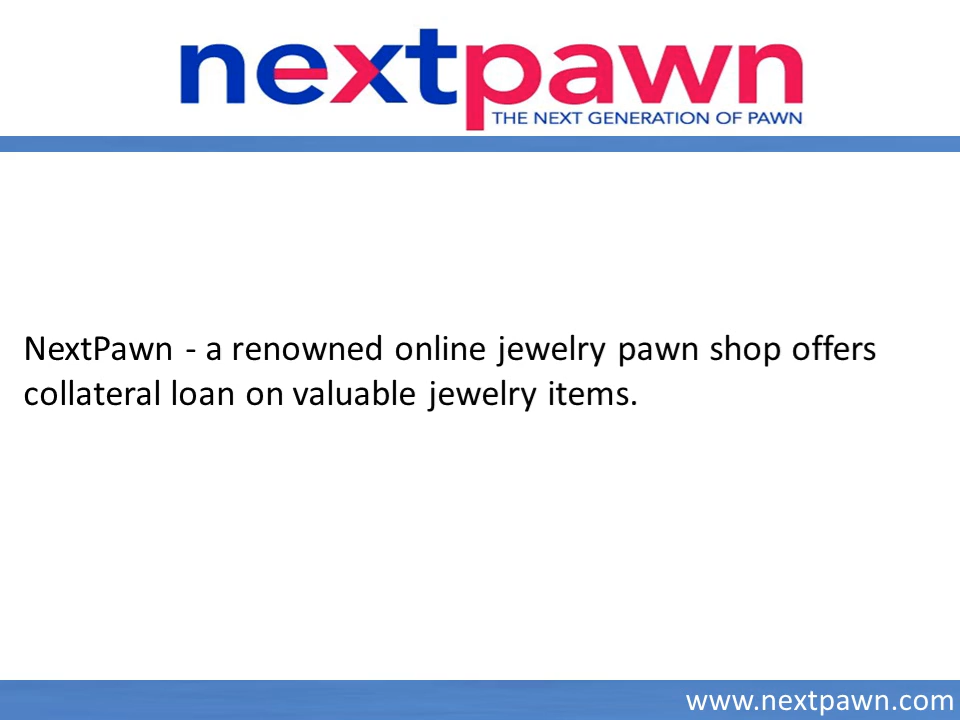 nextpawn
THE NEXT GENERATION OF PAWN
NextPawn - a renowned online jewelry pawn shop offers
collateral loan on valuable jewelry items.
www.nextpawn.com